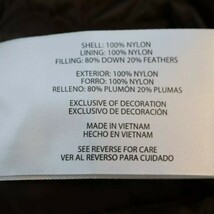 SHELL: 100% NYLON
LINING: 100% NYLON
FILLING: 80% DOWN 20% FEATHERS
EXTERIOR: 100% NYLON
FORRO: 100% NYLON
RELLENO: 80% PLUMÓN 20% PLUMAS
EXCLUSIVE OF DECORATION
EXCLUSIVO DE DECORACIÓN
MADE IN VIETNAM
HECHO EN VIETNAM
SEE REVERSE FOR CARE
VER AL REVERSO PARA CUIDADO